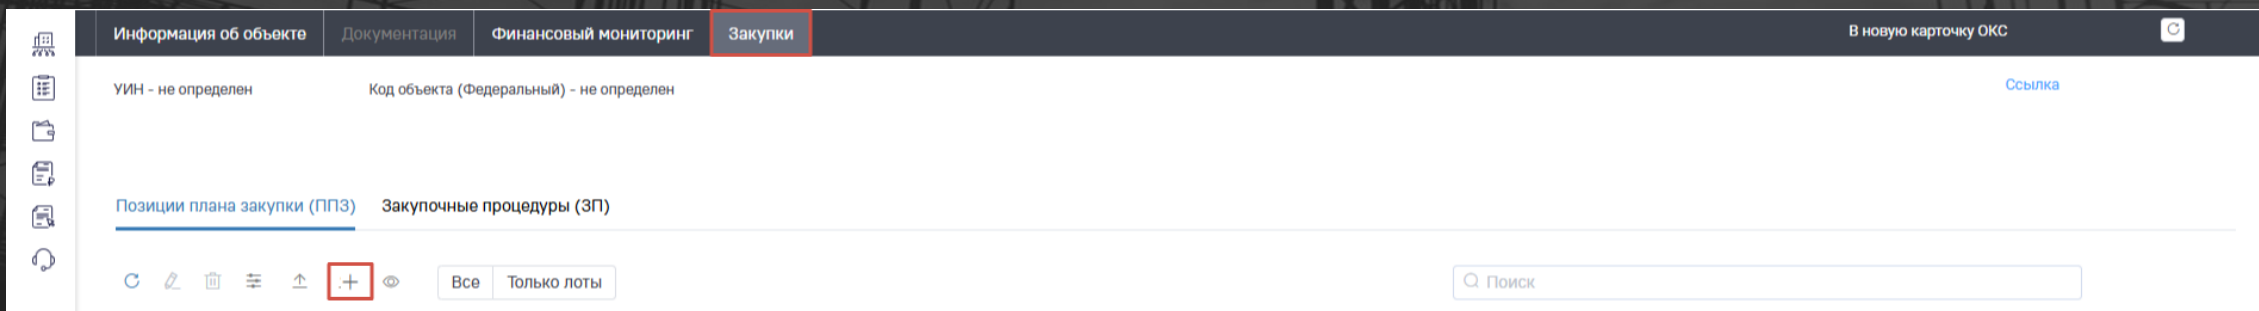 Информация об объекте Документация Финансовый мониторинг Закупки В новую карточку ОКС
УИН - не определен Код объекта (Федеральный) - не определен Ссылка
Позиции плана закупки (ППЗ) Закупочные процедуры (ЗП)
Все Только лоты Поиск